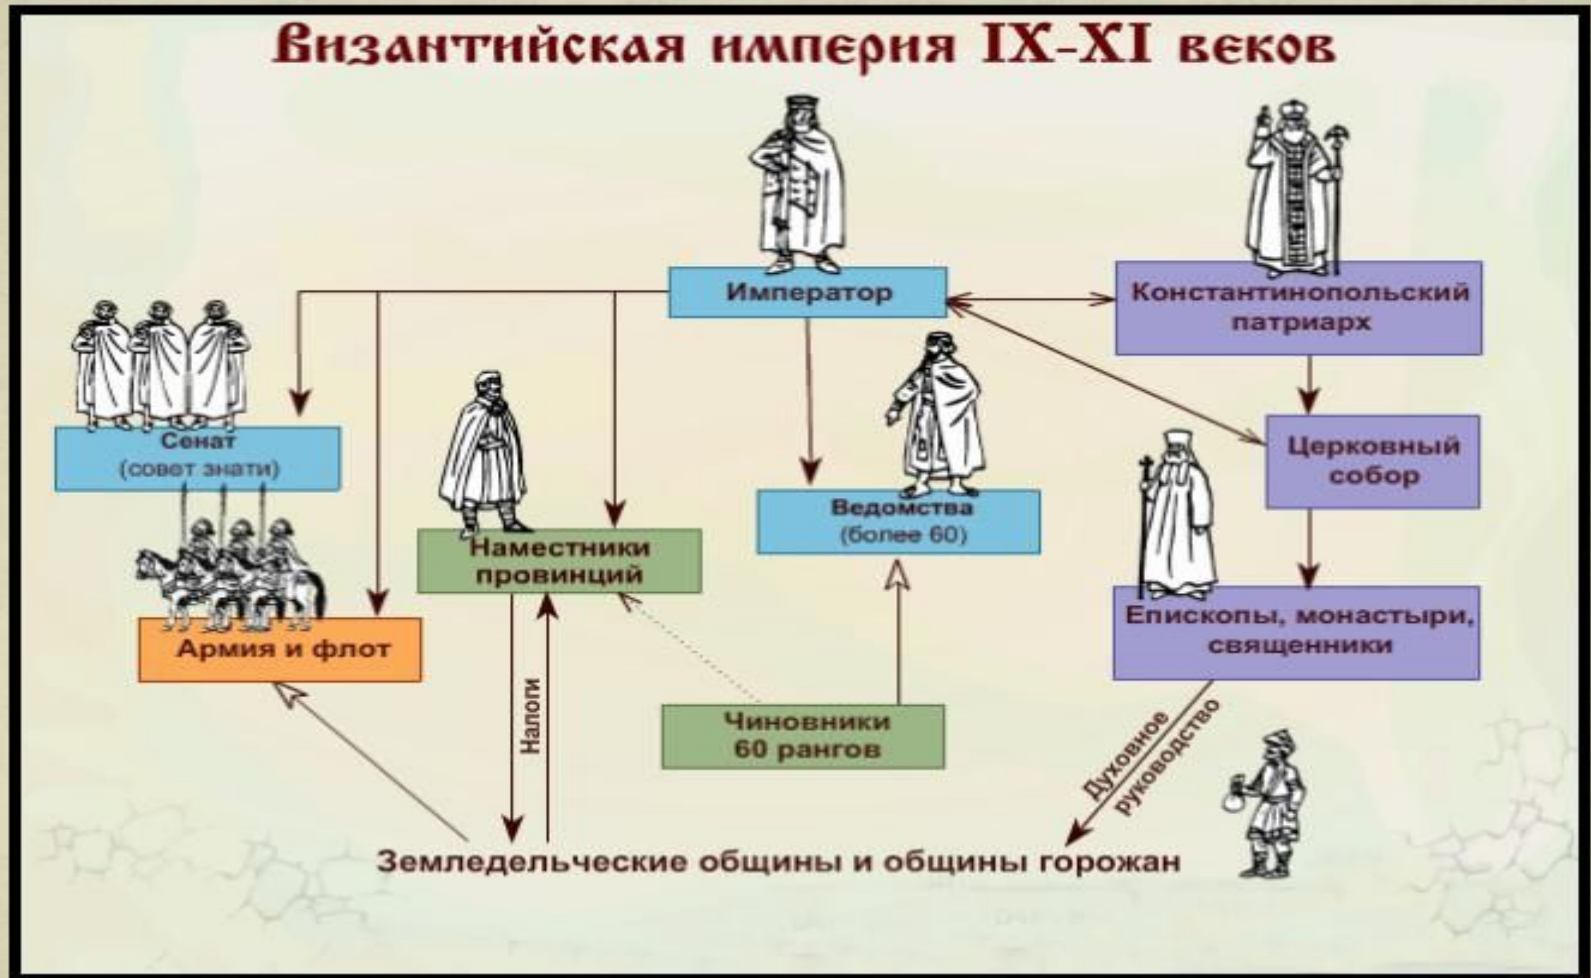 Византийская империя IX-XI веков
Император
Константинопольский
патриарх
Сенат
(совет знати)
Церковный
собор
Ведомства
(более 60)
Наместники
провинций
Армия и флот
Епископы, монастыри,
священники
Налоги
Чиновники
60 рангов
Духовное
руководство
Земледельческие общины и общины горожан